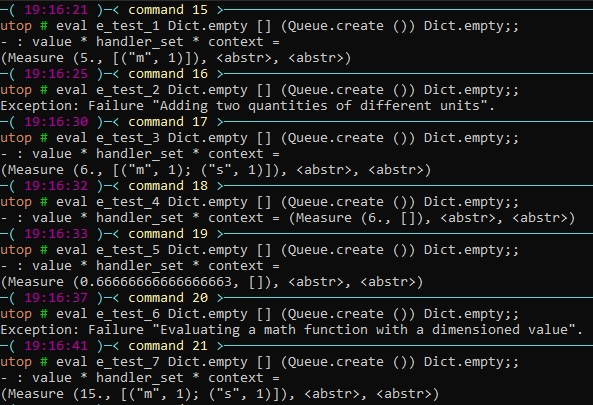 ─( 19:16:21 )─< command 15 >─
utop # eval e_test_1 Dict.empty [] (Queue.create ()) Dict.empty;;
- : value * handler_set * context =
(Measure (5., [("m", 1)]), <abstr>, <abstr>)
─( 19:16:25 )─< command 16 >─
utop # eval e_test_2 Dict.empty [] (Queue.create ()) Dict.empty;;
Exception: Failure "Adding two quantities of different units".
─( 19:16:30 )─< command 17 >─
utop # eval e_test_3 Dict.empty [] (Queue.create ()) Dict.empty;;
- : value * handler_set * context =
(Measure (6., [("m", 1); ("s", 1)]), <abstr>, <abstr>)
─( 19:16:32 )─< command 18 >─
utop # eval e_test_4 Dict.empty [] (Queue.create ()) Dict.empty;;
- : value * handler_set * context = (Measure (6., []), <abstr>, <abstr>)
─( 19:16:33 )─< command 19 >─
utop # eval e_test_5 Dict.empty [] (Queue.create ()) Dict.empty;;
- : value * handler_set * context =
(Measure (0.66666666666666663, []), <abstr>, <abstr>)
─( 19:16:37 )─< command 20 >─
utop # eval e_test_6 Dict.empty [] (Queue.create ()) Dict.empty;;
Exception: Failure "Evaluating a math function with a dimensioned value".
─( 19:16:41 )─< command 21 >─
utop # eval e_test_7 Dict.empty [] (Queue.create ()) Dict.empty;;
- : value * handler_set * context =
(Measure (15., [("m", 1); ("s", 1)]), <abstr>, <abstr>)